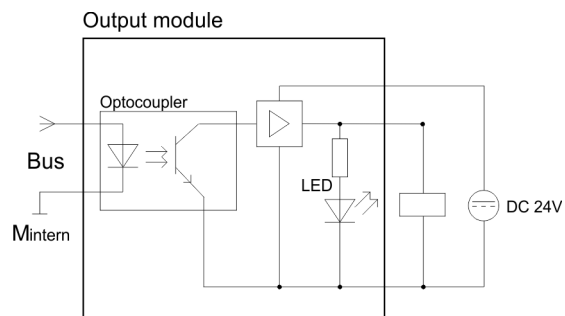 Output module
Optocoupler
Bus
LED
DC 24V
Mintern